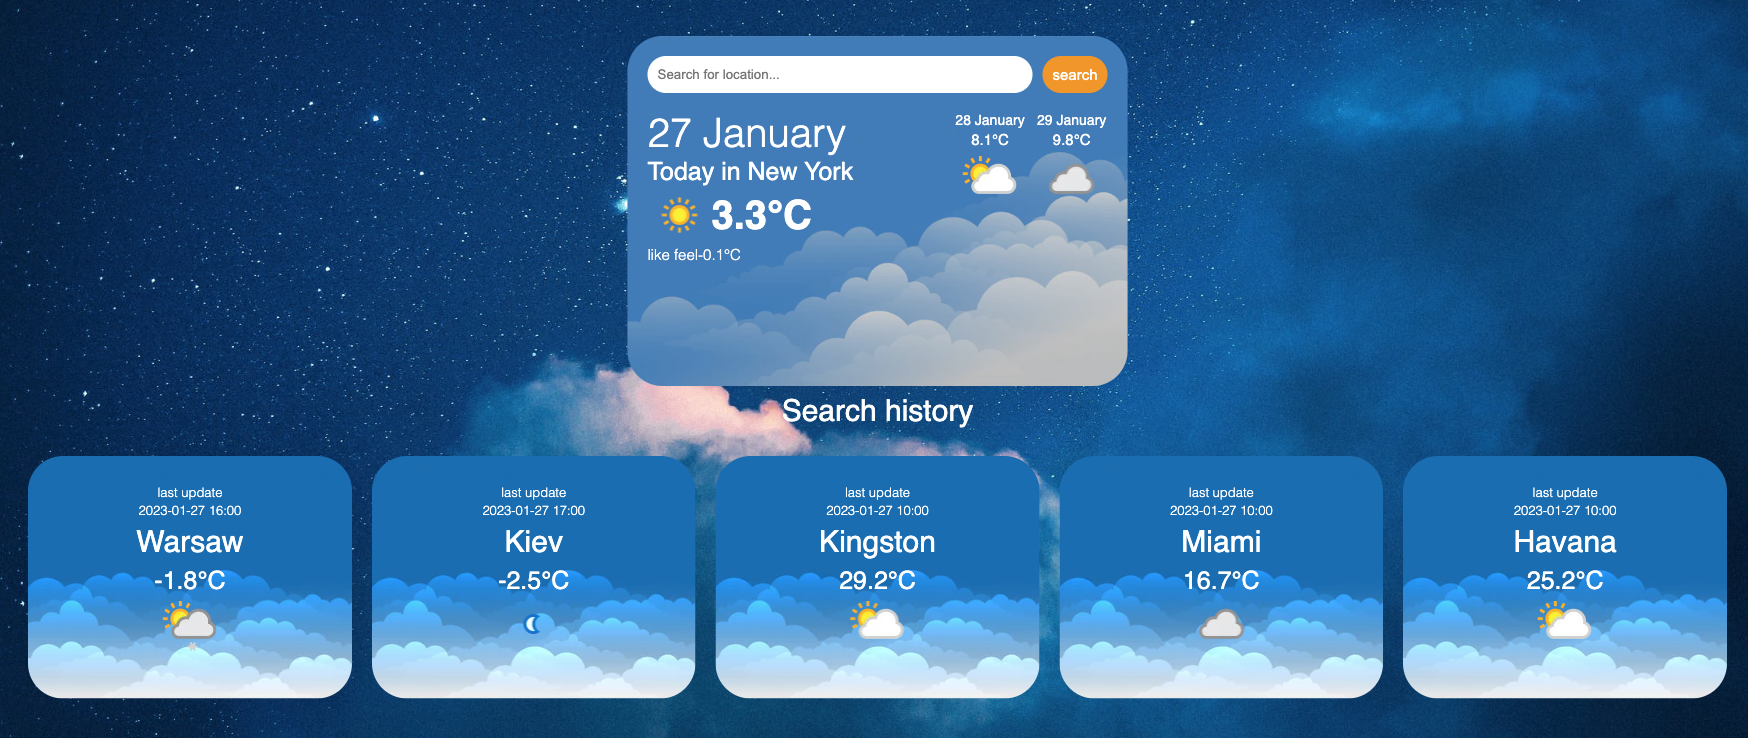 Search for location...
search
27 January
Today in New York
3.3°C
like feel-0.1°C
28 January
8.1°C
29 January
9.8°C
Search history
last update
2023-01-27 16:00
Warsaw
-1.8°C
last update
2023-01-27 17:00
Kiev
-2.5°C
last update
2023-01-27 10:00
Kingston
29.2°C
last update
2023-01-27 10:00
Miami
16.7°C
last update
2023-01-27 10:00
Havana
25.2°C